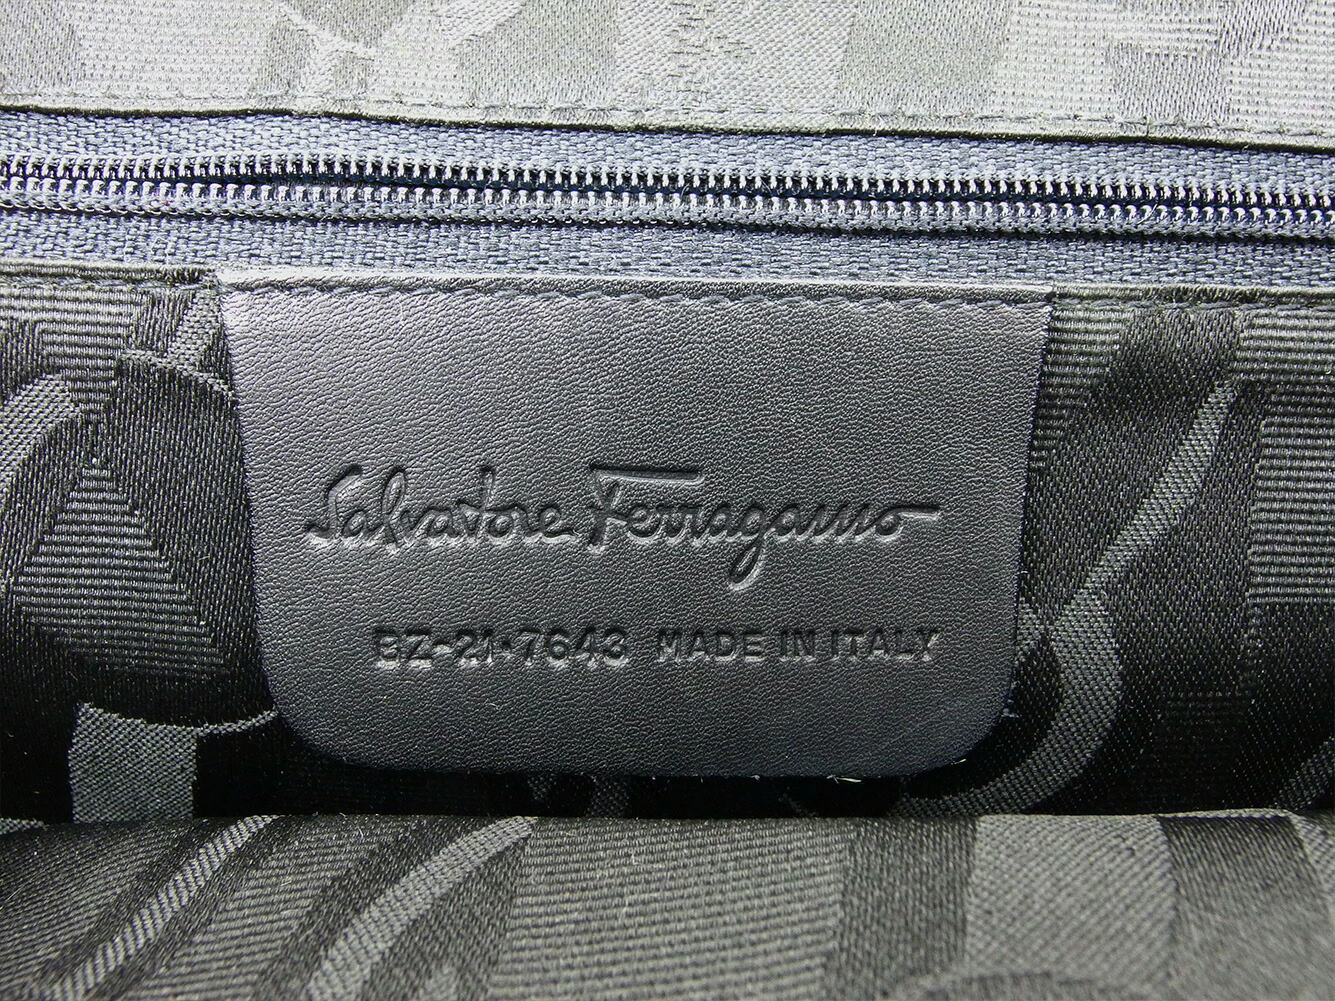 Salvatore Ferragamo
BZ-21·7643 MADE IN ITALY